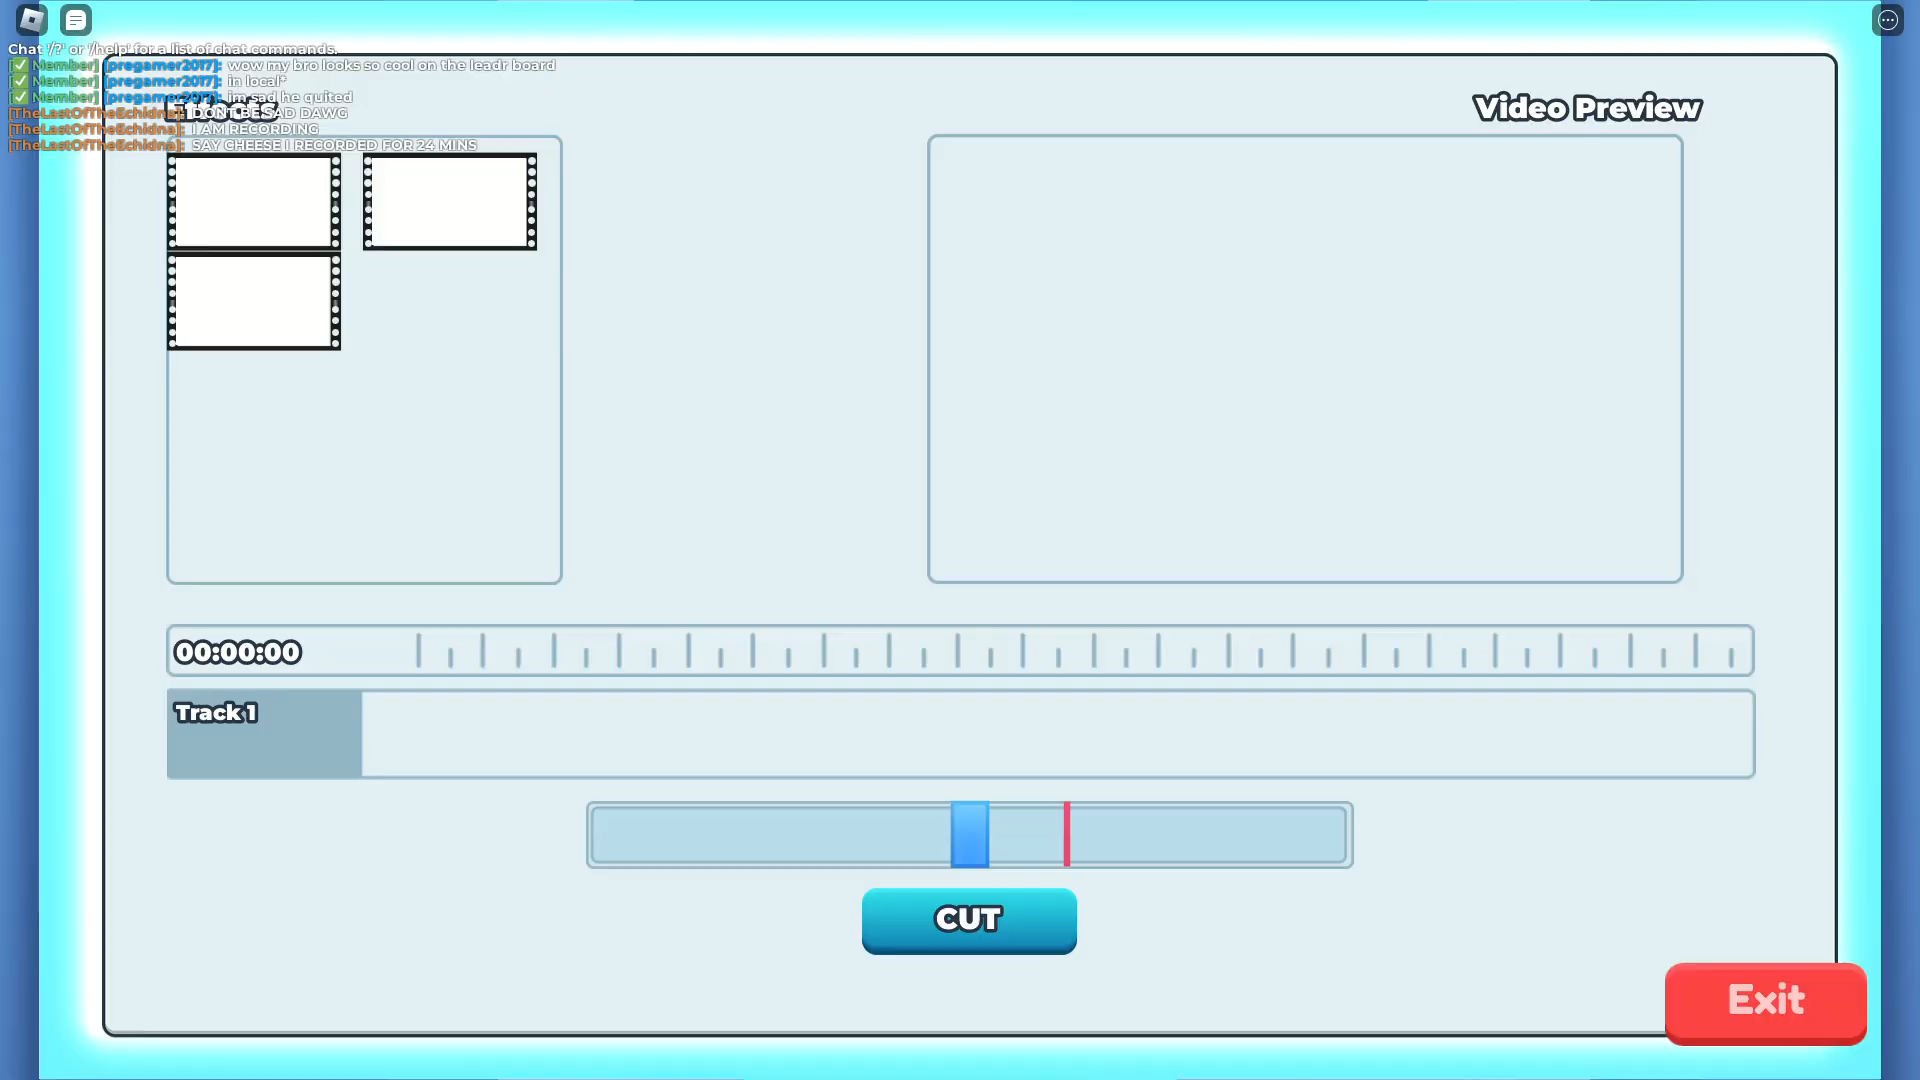 Chat '/?' or '/help' for a list of chat commands.
[✅ Member] [pregamer2017]: wow my bro looks so cool on the leadr board
[✅ Member] [pregamer2017]: in local*
[✅ Member] [pregamer2017]: im sad he quited
Effects
[TheLastOfTheEchidna]: DONT BE SAD DAWG
[TheLastOfTheEchidna]: I AM RECORDING
[TheLastOfTheEchidna]: SAY CHEESE I RECORDED FOR 24 MINS
Video Preview
00:00:00
Track 1
CUT
Exit